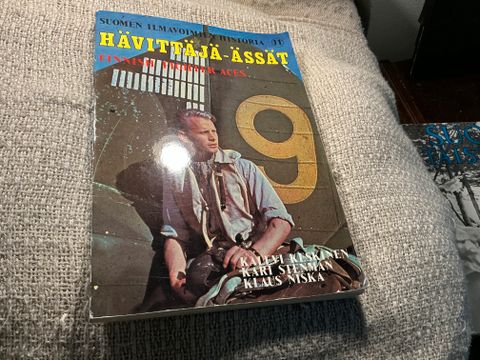 SUOMEN ILMAVOIMIEN HISTORIA 11
HÄVITTÄJÄ-ÄSSÄT
FINNISH FIGHTER ACES
9
KALEVI KESKINEN
KARI STENMAN
KLAUS NISKA